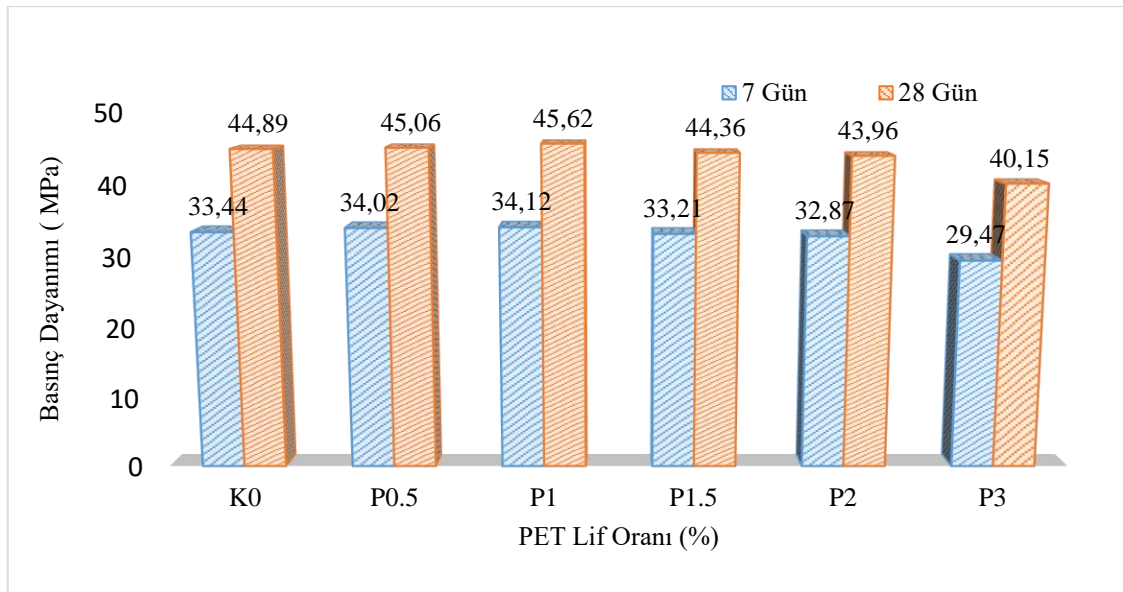 7 Gün 28 Gün
50
40
30
20
10
0
Basınç Dayanımı ( MPa)
44,89 45,06 45,62 44,36 43,96 40,15
33,44 34,02 34,12 33,21 32,87 29,47
K0 P0.5 P1 P1.5 P2 P3
PET Lif Oranı (%)